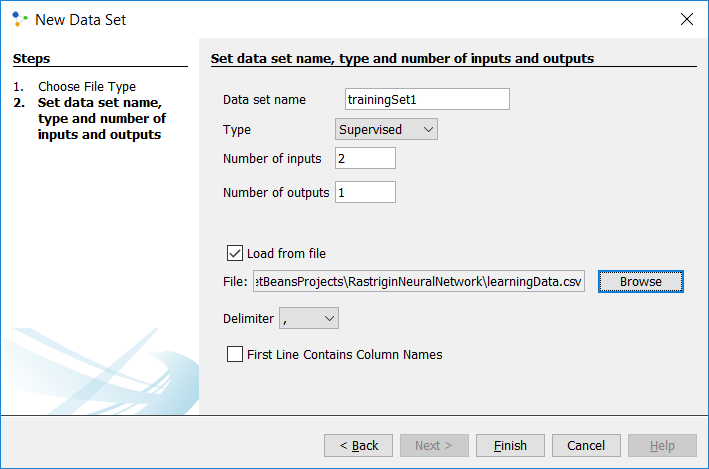 New Data Set
Steps
1. Choose File Type
2. Set data set name,
type and number of
inputs and outputs
Set data set name, type and number of inputs and outputs
Data set name trainingSet1
Type Supervised
Number of inputs 2
Number of outputs 1
Load from file
File: etBeansProjects\RastriginNeuralNetwork\learningData.csv Browse
Delimiter ,
First Line Contains Column Names
< Back Next > Finish Cancel Help